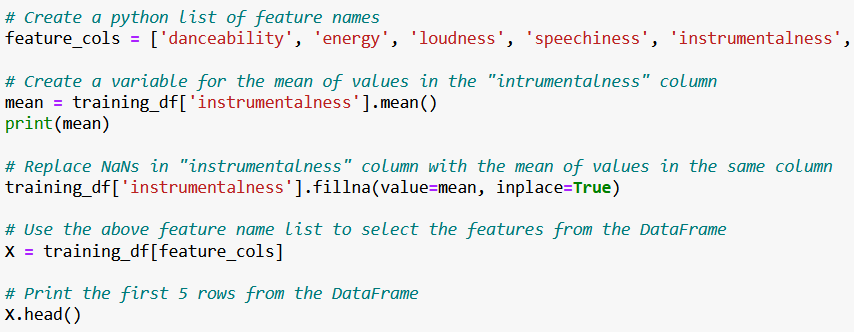 # Create a python list of feature names
feature_cols = ['danceability', 'energy', 'loudness', 'speechiness', 'instrumentalness',
# Create a variable for the mean of values in the "intrumentalness" column
mean = training_df['instrumentalness'].mean()
print(mean)
# Replace NaNs in "instrumentalness" column with the mean of values in the same column
training_df['instrumentalness'].fillna(value=mean, inplace=True)
# Use the above feature name list to select the features from the DataFrame
X = training_df[feature_cols]
# Print the first 5 rows from the DataFrame
X.head()